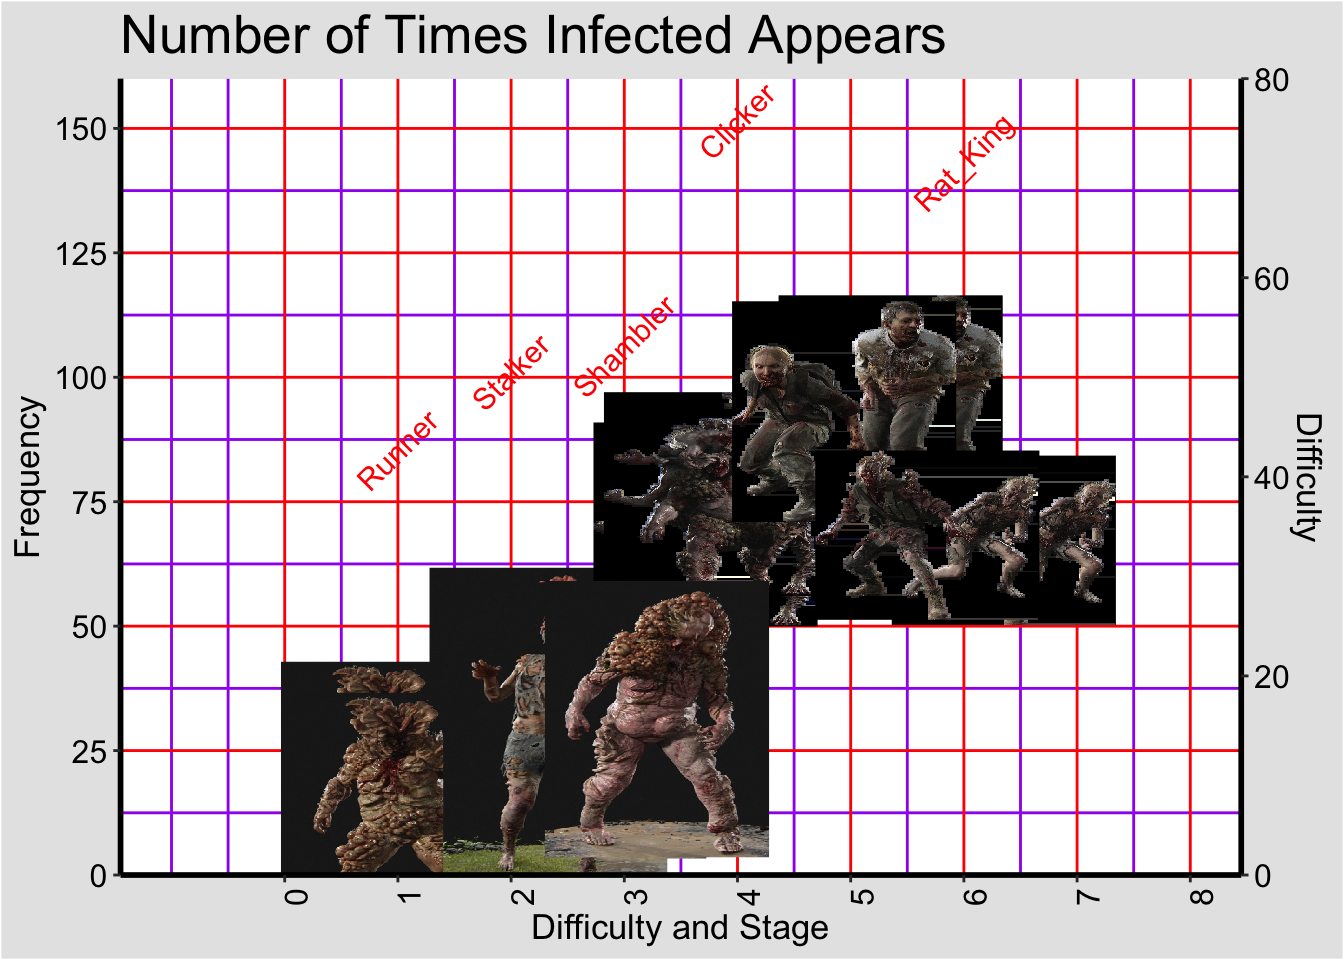 Number of Times Infected Appears
Clicker
Rat_King
Shambler
Stalker
Runner
150
125
100
75
50
25
0
80
60
40
20
0
Frequency
Difficulty
0 1 2 3 4 5 6 7 8
Difficulty and Stage